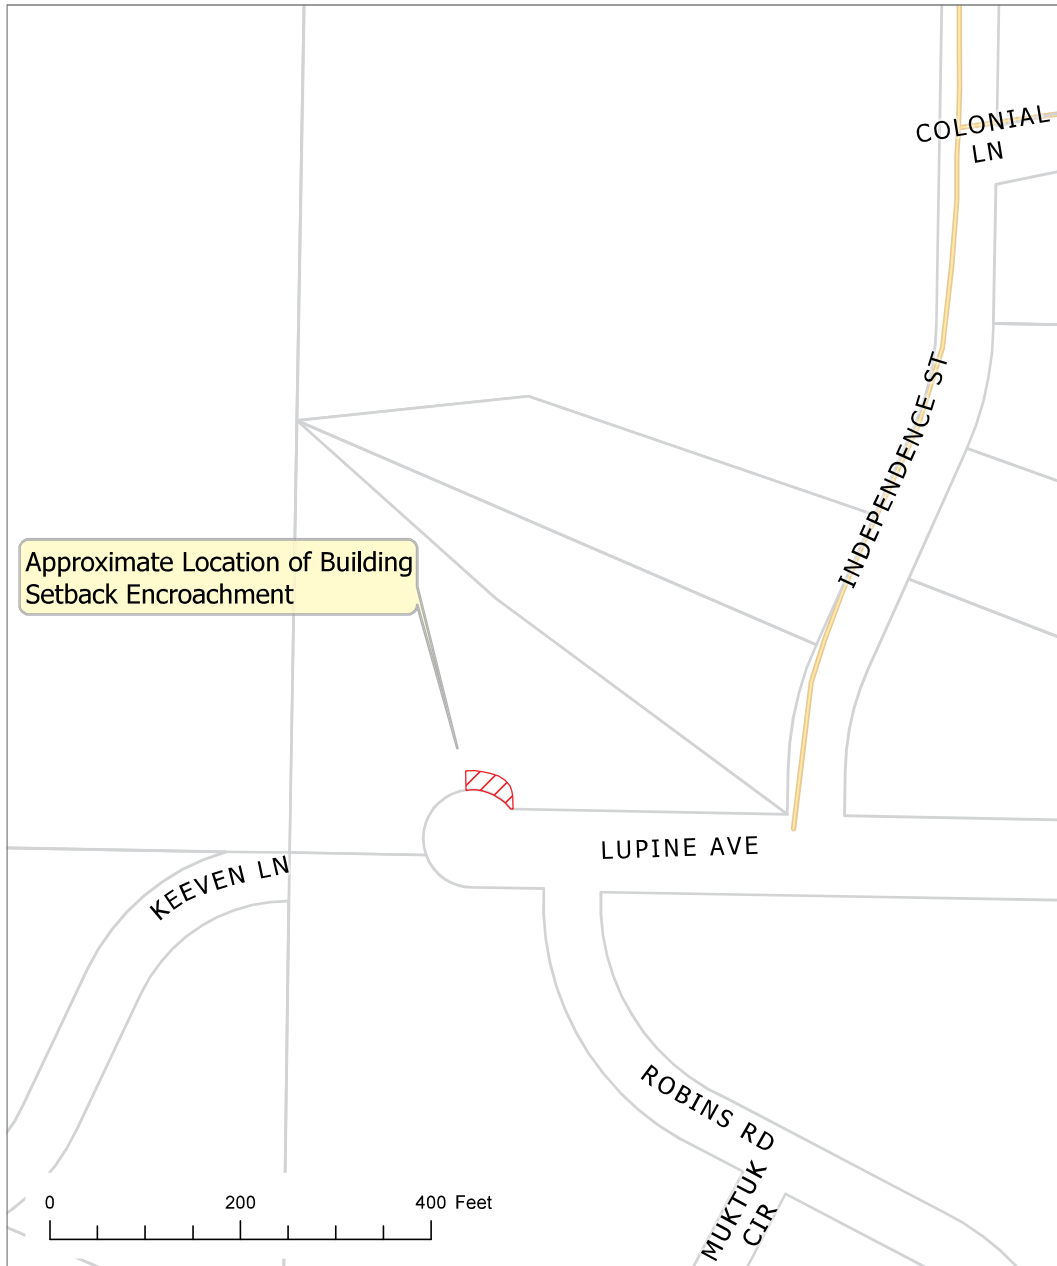 COLONIAL
LN
INDEPENDENCE ST
Approximate Location of Building
Setback Encroachment
LUPINE AVE
KEEVEN LN
ROBINS RD
MUKTUK
CIR
0 200 400 Feet